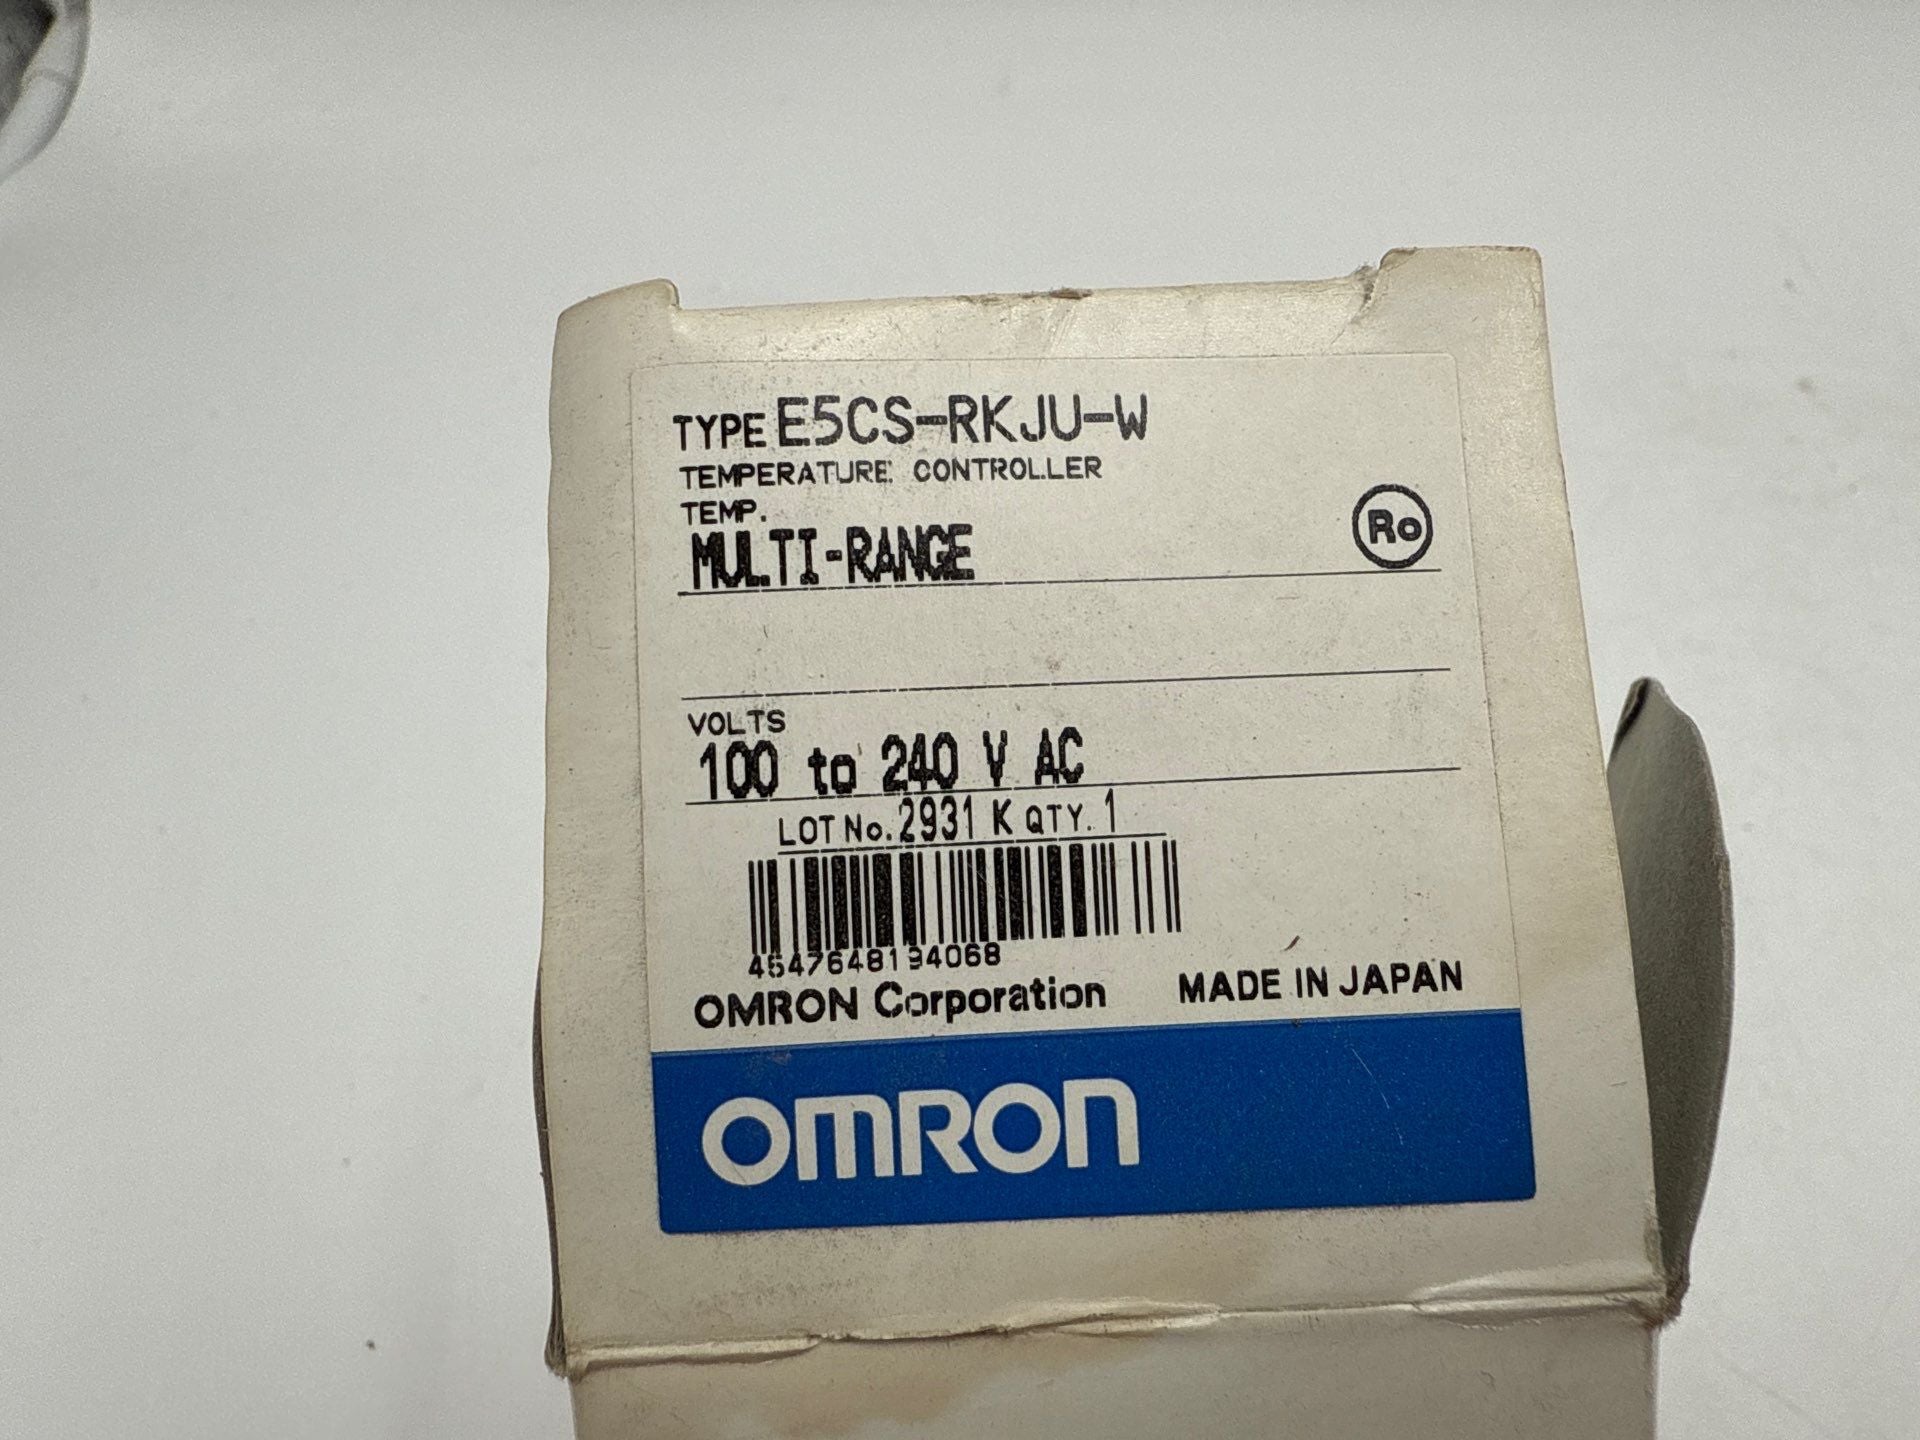 TYPE E5CS-RKJU-W
TEMPERATURE CONTROLLER
TEMP.
MULTI-RANGE
Ro
VOLTS
100 to 240 V AC
LOT No. 2931 K QTY. 1
4547648194068
OMRON Corporation MADE IN JAPAN
OMRON